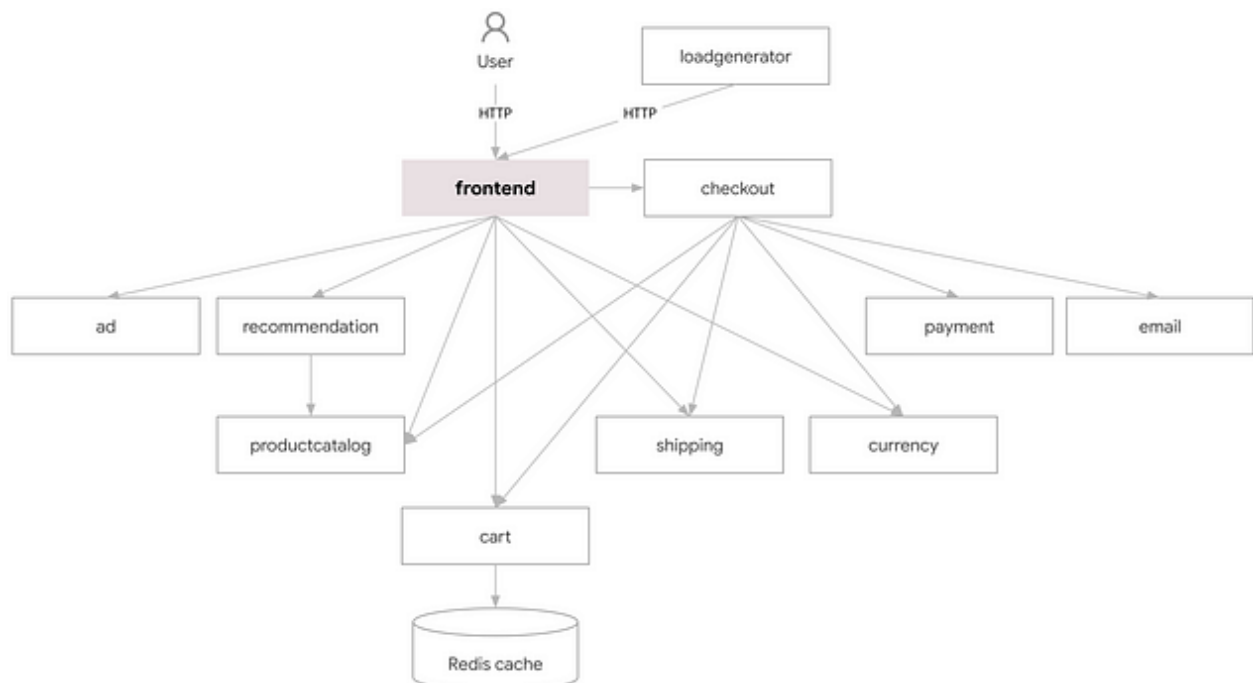 User
loadgenerator
HTTP
HTTP
frontend
checkout
ad
recommendation
payment
email
productcatalog
shipping
currency
cart
Redis cache